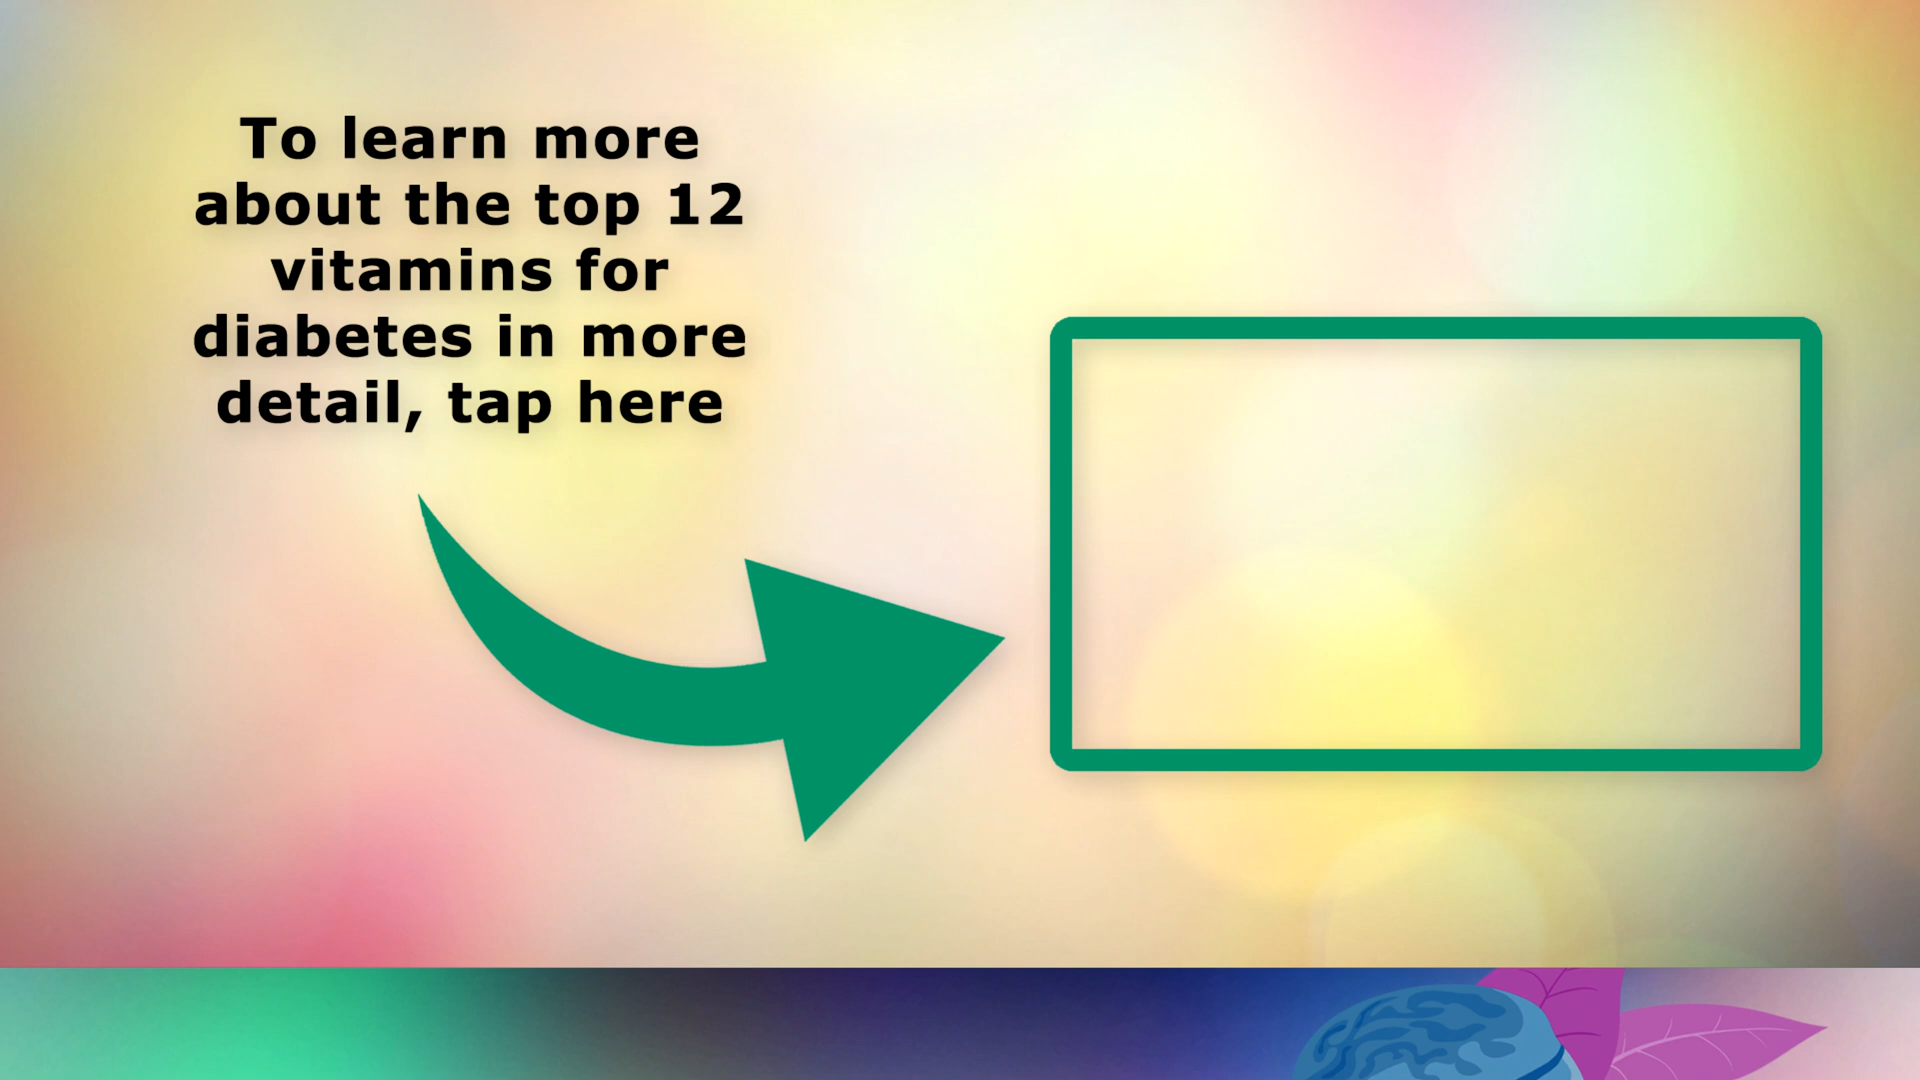 To learn more
about the top 12
vitamins for
diabetes in more
detail, tap here